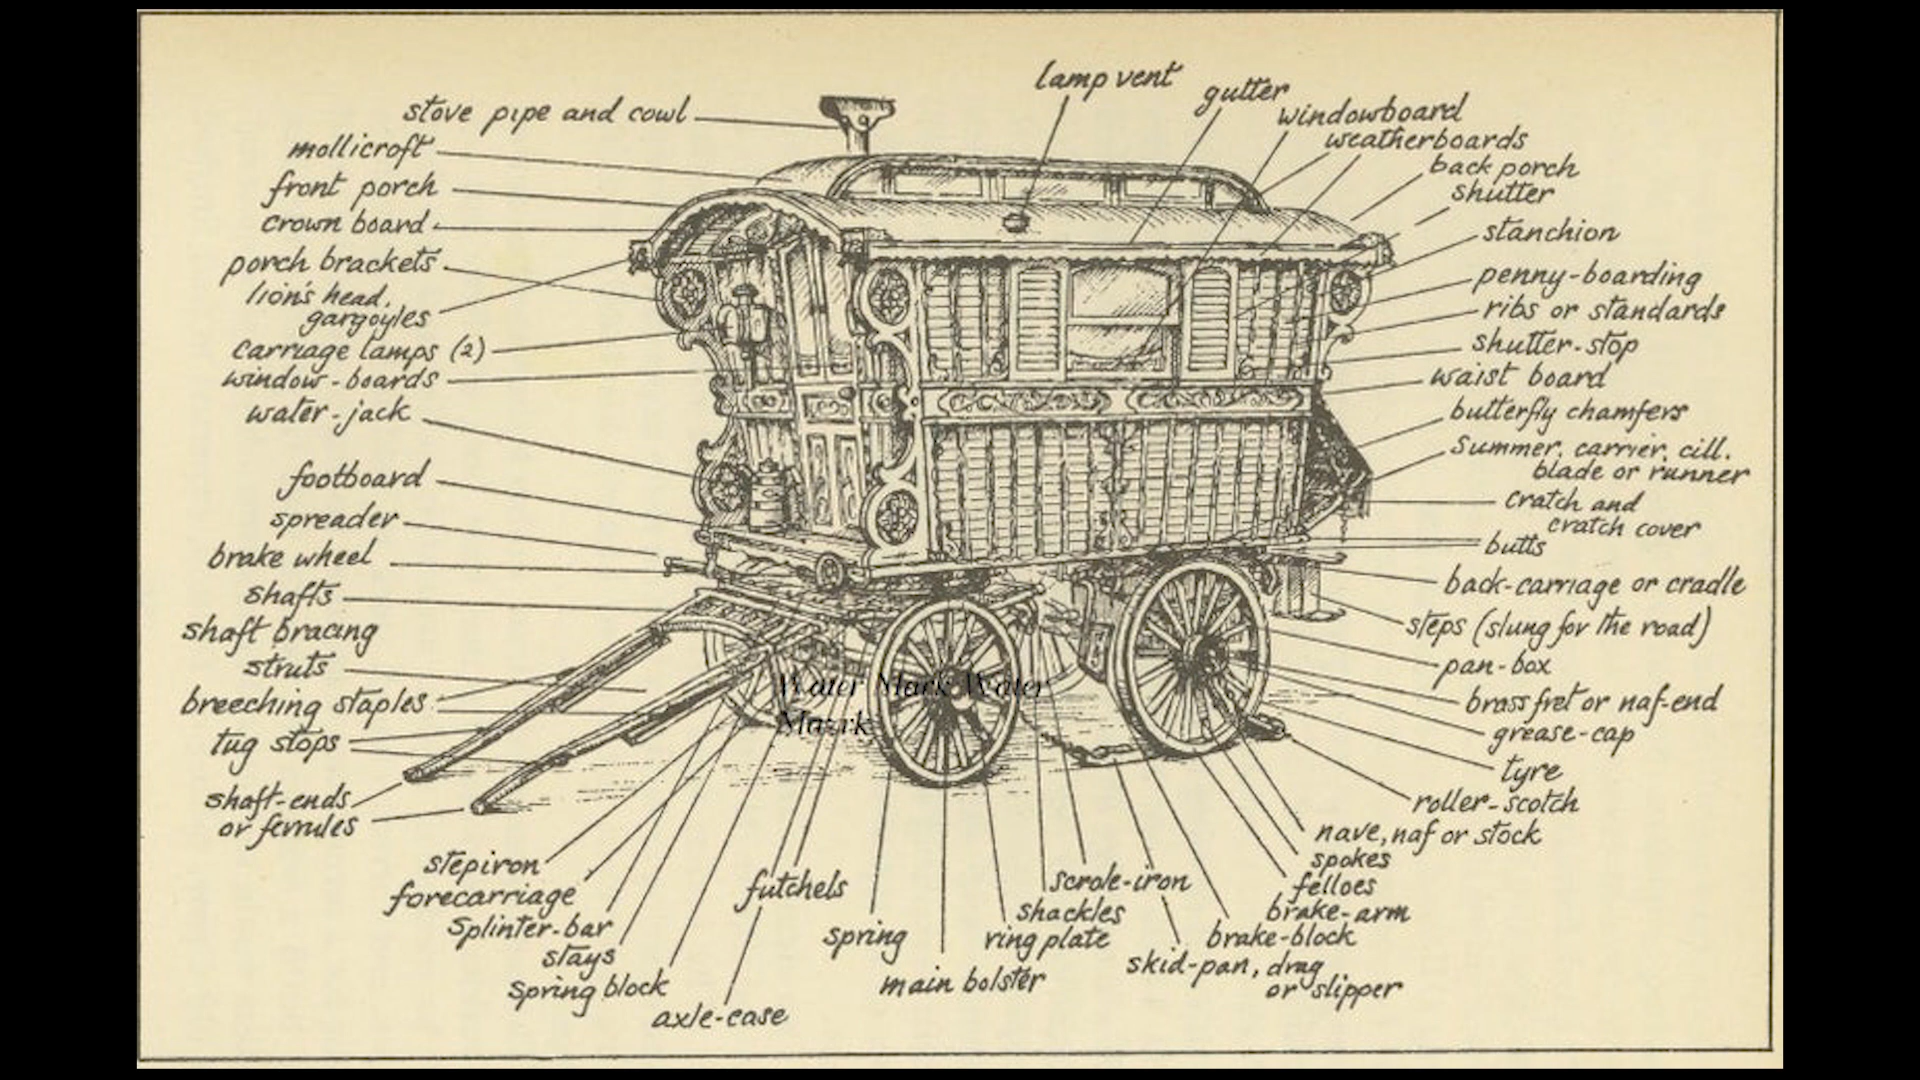 lamp vent
gutter
stove pipe and cowl
windowboard
mollicroft
weatherboards
back porch
front porch
shutter
crown board
stanchion
porch brackets
penny-boarding
lion's head,
gargoyles
ribs or standards
carriage lamps (2)
shutter-stop
window-boards
waist board
water-jack
butterfly chamfers
summer, carrier, cill,
blade or runner
footboard
cratch and
cratch cover
spreader
butts
brake wheel
back-carriage or cradle
shafts
steps (slung for the road)
shaft bracing
struts
pan-box
Water Mark Water
Mazrk
breeching staples
brass fret or naf-end
tug stops
grease-cap
tyre
shaft-ends
or ferrules
roller-scotch
nave, naf or stock
stepiron
spokes
forecarriage
futchels
scrole-iron
felloes
splinter-bar
shackles
brake-arm
stays
spring
ring plate
brake-block
spring block
main bolster
skid-pan, drag
or slipper
axle-case